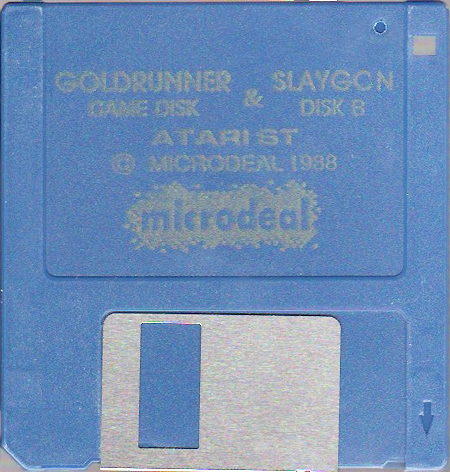 GOLDRUNNER & SLAYGON
GAME DISK DISK B
ATARI ST
© MICRODEAL 1988
microdeal